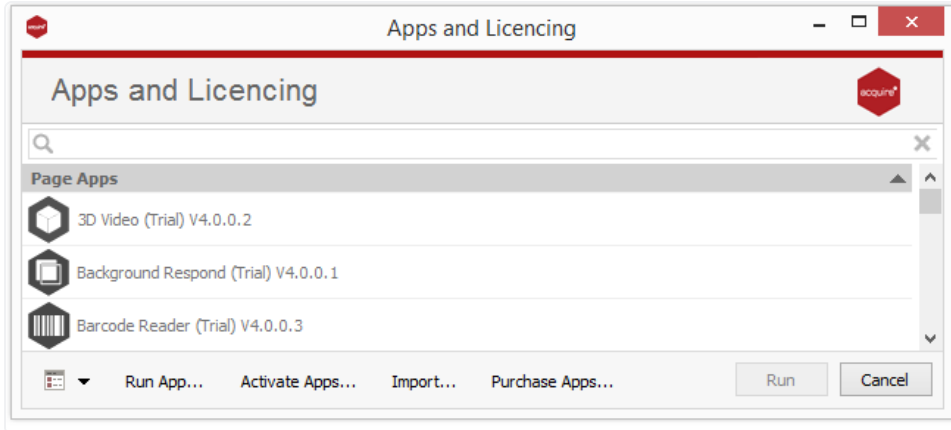 Apps and Licencing
Apps and Licencing
acquire
Page Apps
3D Video (Trial) V4.0.0.2
Background Respond (Trial) V4.0.0.1
Barcode Reader (Trial) V4.0.0.3
Run App... Activate Apps... Import... Purchase Apps... Run Cancel